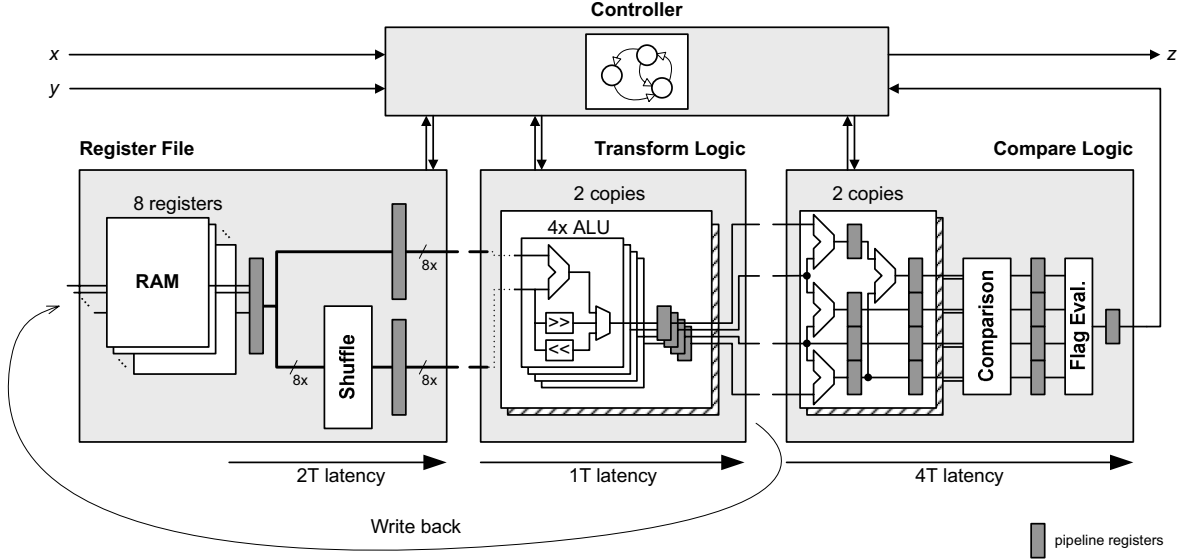 Controller
x
z
y
Register File
Transform Logic
Compare Logic
8 registers
2 copies
2 copies
4x ALU
RAM
8x
>>
<<
Shuffle
8x
8x
Comparison
Flag Eval.
2T latency
1T latency
4T latency
Write back
pipeline registers